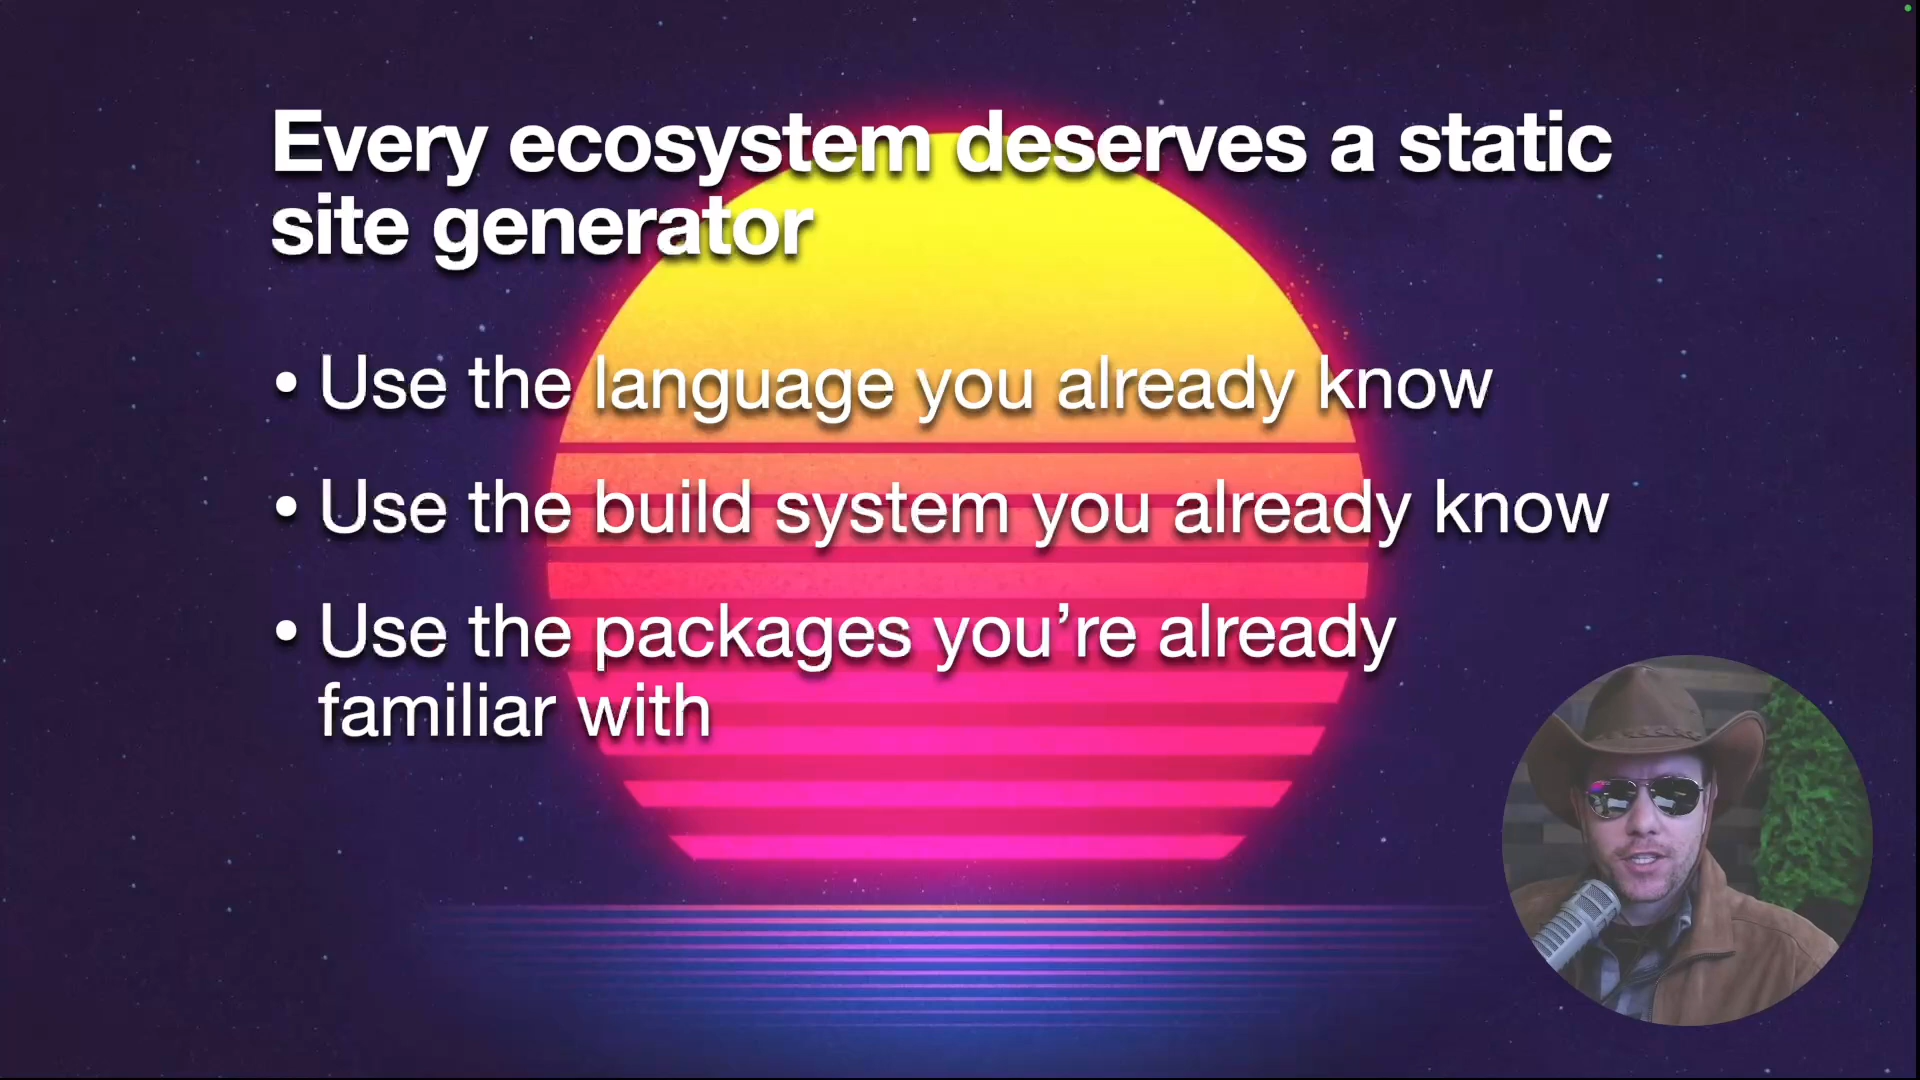 Every ecosystem deserves a static
site generator
• Use the language you already know
• Use the build system you already know
• Use the packages you’re already
familiar with